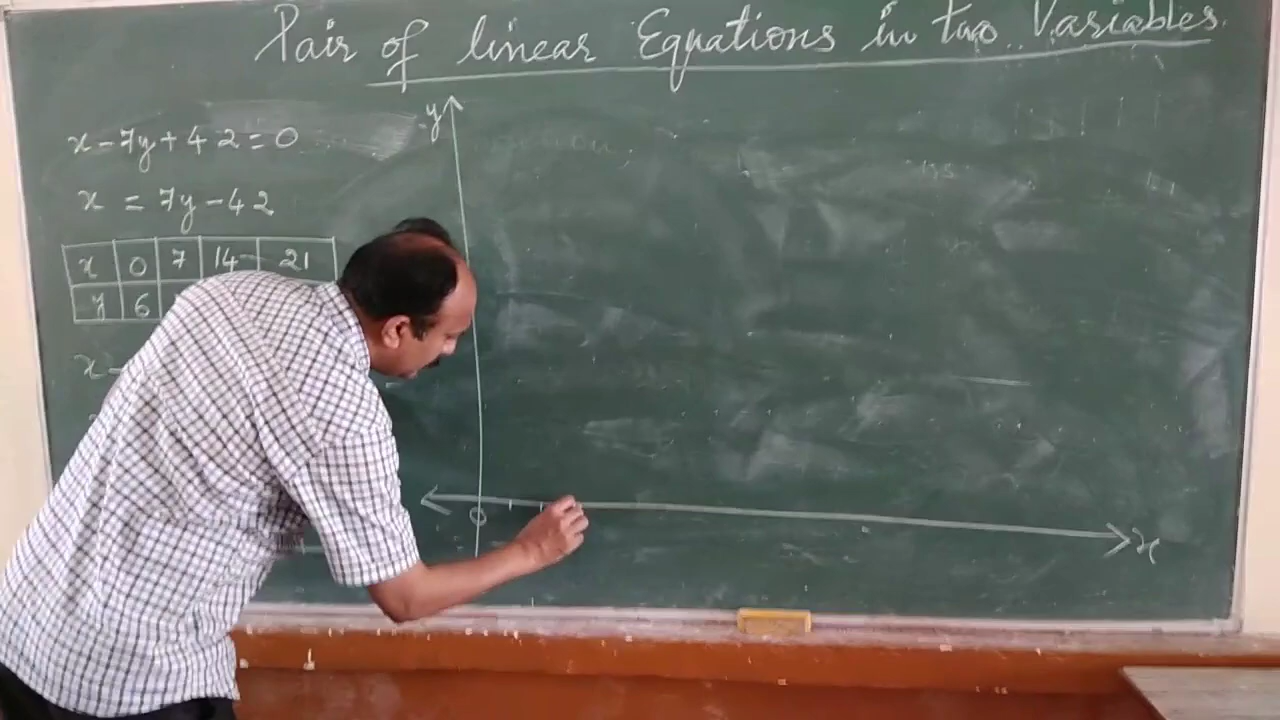 Pair of linear Equations in two Variables.
x-7y+42=0
x = 7y-42
x 0 7 14 21
y 6
x-
y
0
x